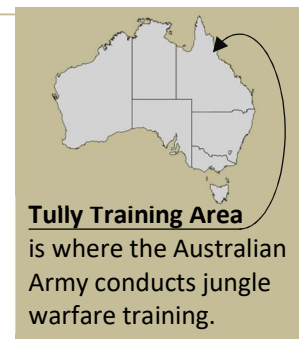 Tully Training Area
is where the Australian
Army conducts jungle
warfare training.